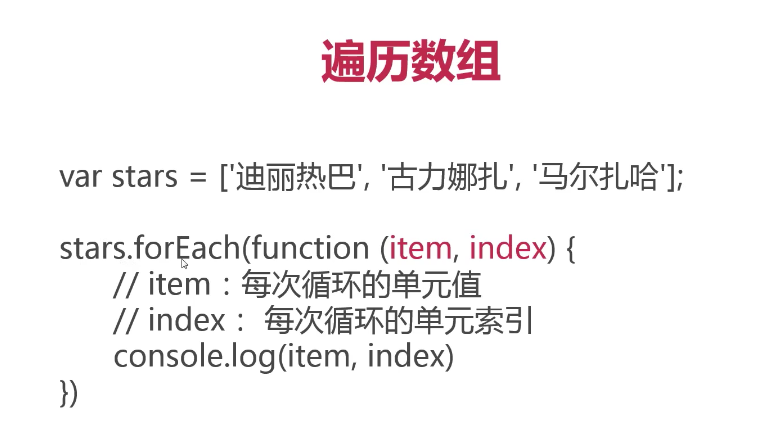 遍历数组
var stars = ['迪丽热巴', '古力娜扎', '马尔扎哈'];
stars.forEach(function (item, index) {
// item：每次循环的单元值
// index： 每次循环的单元索引
console.log(item, index)
})